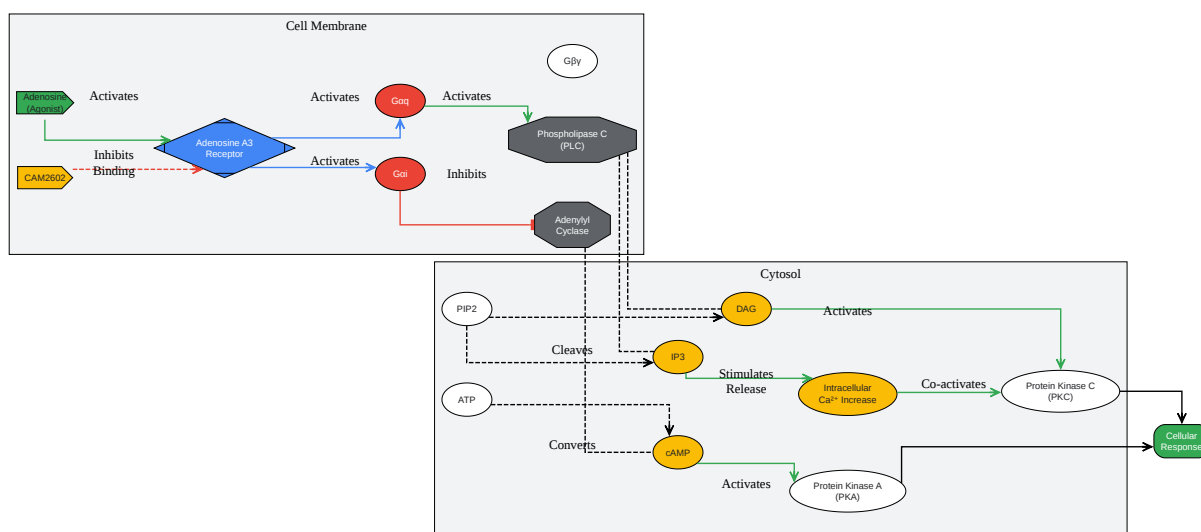 Cell Membrane
Gβγ
Adenosine
(Agonist)
Activates
Activates
Gαq
Activates
Phospholipase C
(PLC)
Adenosine A3
Receptor
Inhibits
Binding
CAM2602
Activates
Gαi
Inhibits
Adenylyl
Cyclase
Cytosol
PIP2
DAG
Activates
Cleaves
IP3
Stimulates
Release
Intracellular
Ca²⁺ Increase
Co-activates
Protein Kinase C
(PKC)
ATP
Converts
cAMP
Activates
Protein Kinase A
(PKA)
Cellular
Response